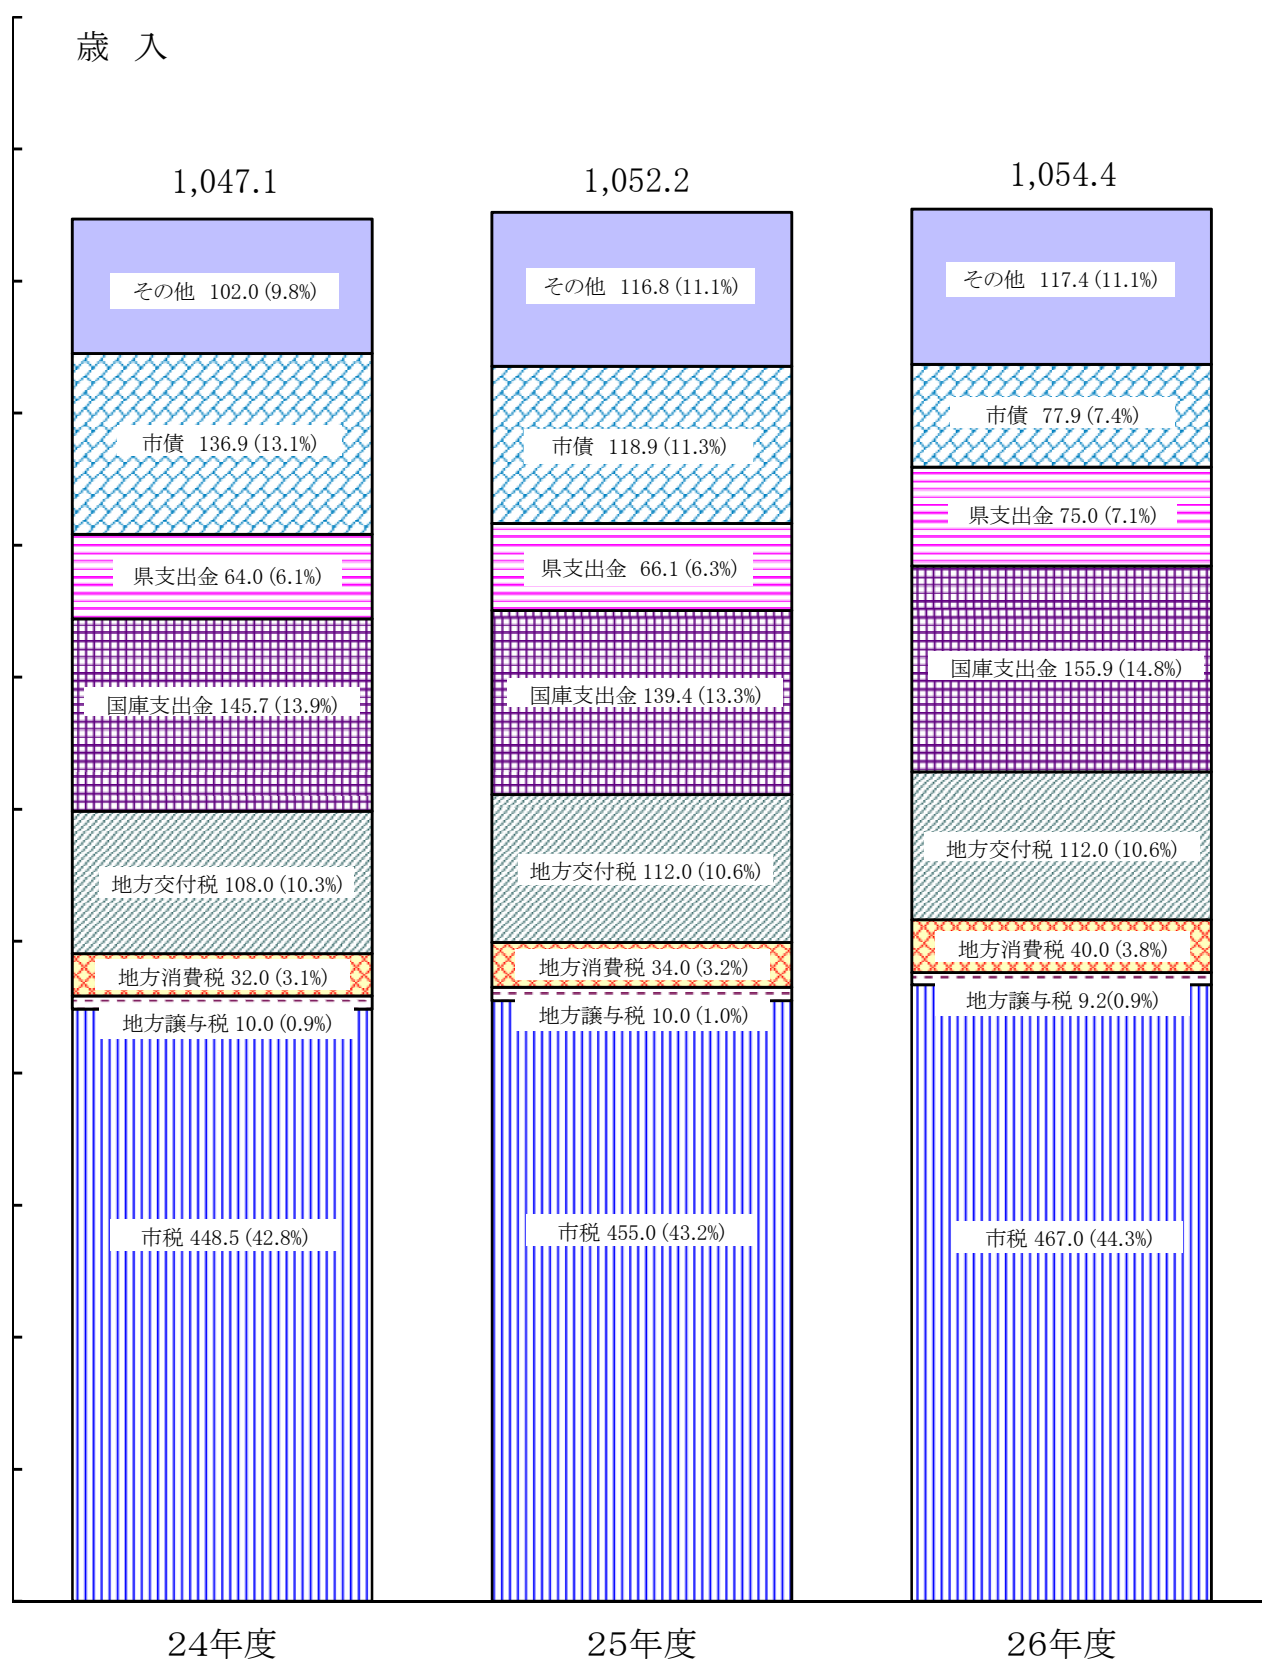 歳 入
1,047.1
その他 102.0 (9.8%)
市債 136.9 (13.1%)
県支出金 64.0 (6.1%)
国庫支出金 145.7 (13.9%)
地方交付税 108.0 (10.3%)
地方消費税 32.0 (3.1%)
地方譲与税 10.0 (0.9%)
市税 448.5 (42.8%)
24年度
1,052.2
その他 116.8 (11.1%)
市債 118.9 (11.3%)
県支出金 66.1 (6.3%)
国庫支出金 139.4 (13.3%)
地方交付税 112.0 (10.6%)
地方消費税 34.0 (3.2%)
地方譲与税 10.0 (1.0%)
市税 455.0 (43.2%)
25年度
1,054.4
その他 117.4 (11.1%)
市債 77.9 (7.4%)
県支出金 75.0 (7.1%)
国庫支出金 155.9 (14.8%)
地方交付税 112.0 (10.6%)
地方消費税 40.0 (3.8%)
地方譲与税 9.2(0.9%)
市税 467.0 (44.3%)
26年度